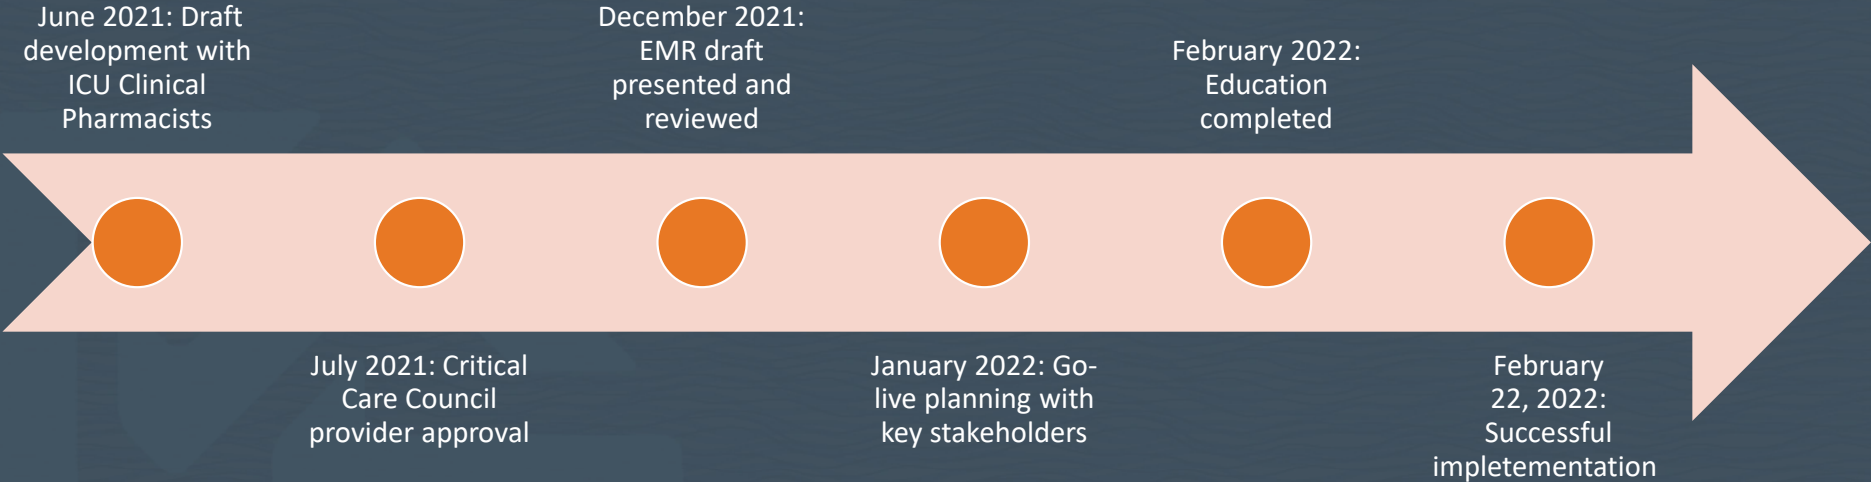 June 2021: Draft
development with
ICU Clinical
Pharmacists
July 2021: Critical
Care Council
provider approval
December 2021:
EMR draft
presented and
reviewed
January 2022: Go-
live planning with
key stakeholders
February 2022:
Education
completed
February
22, 2022:
Successful
impletementation